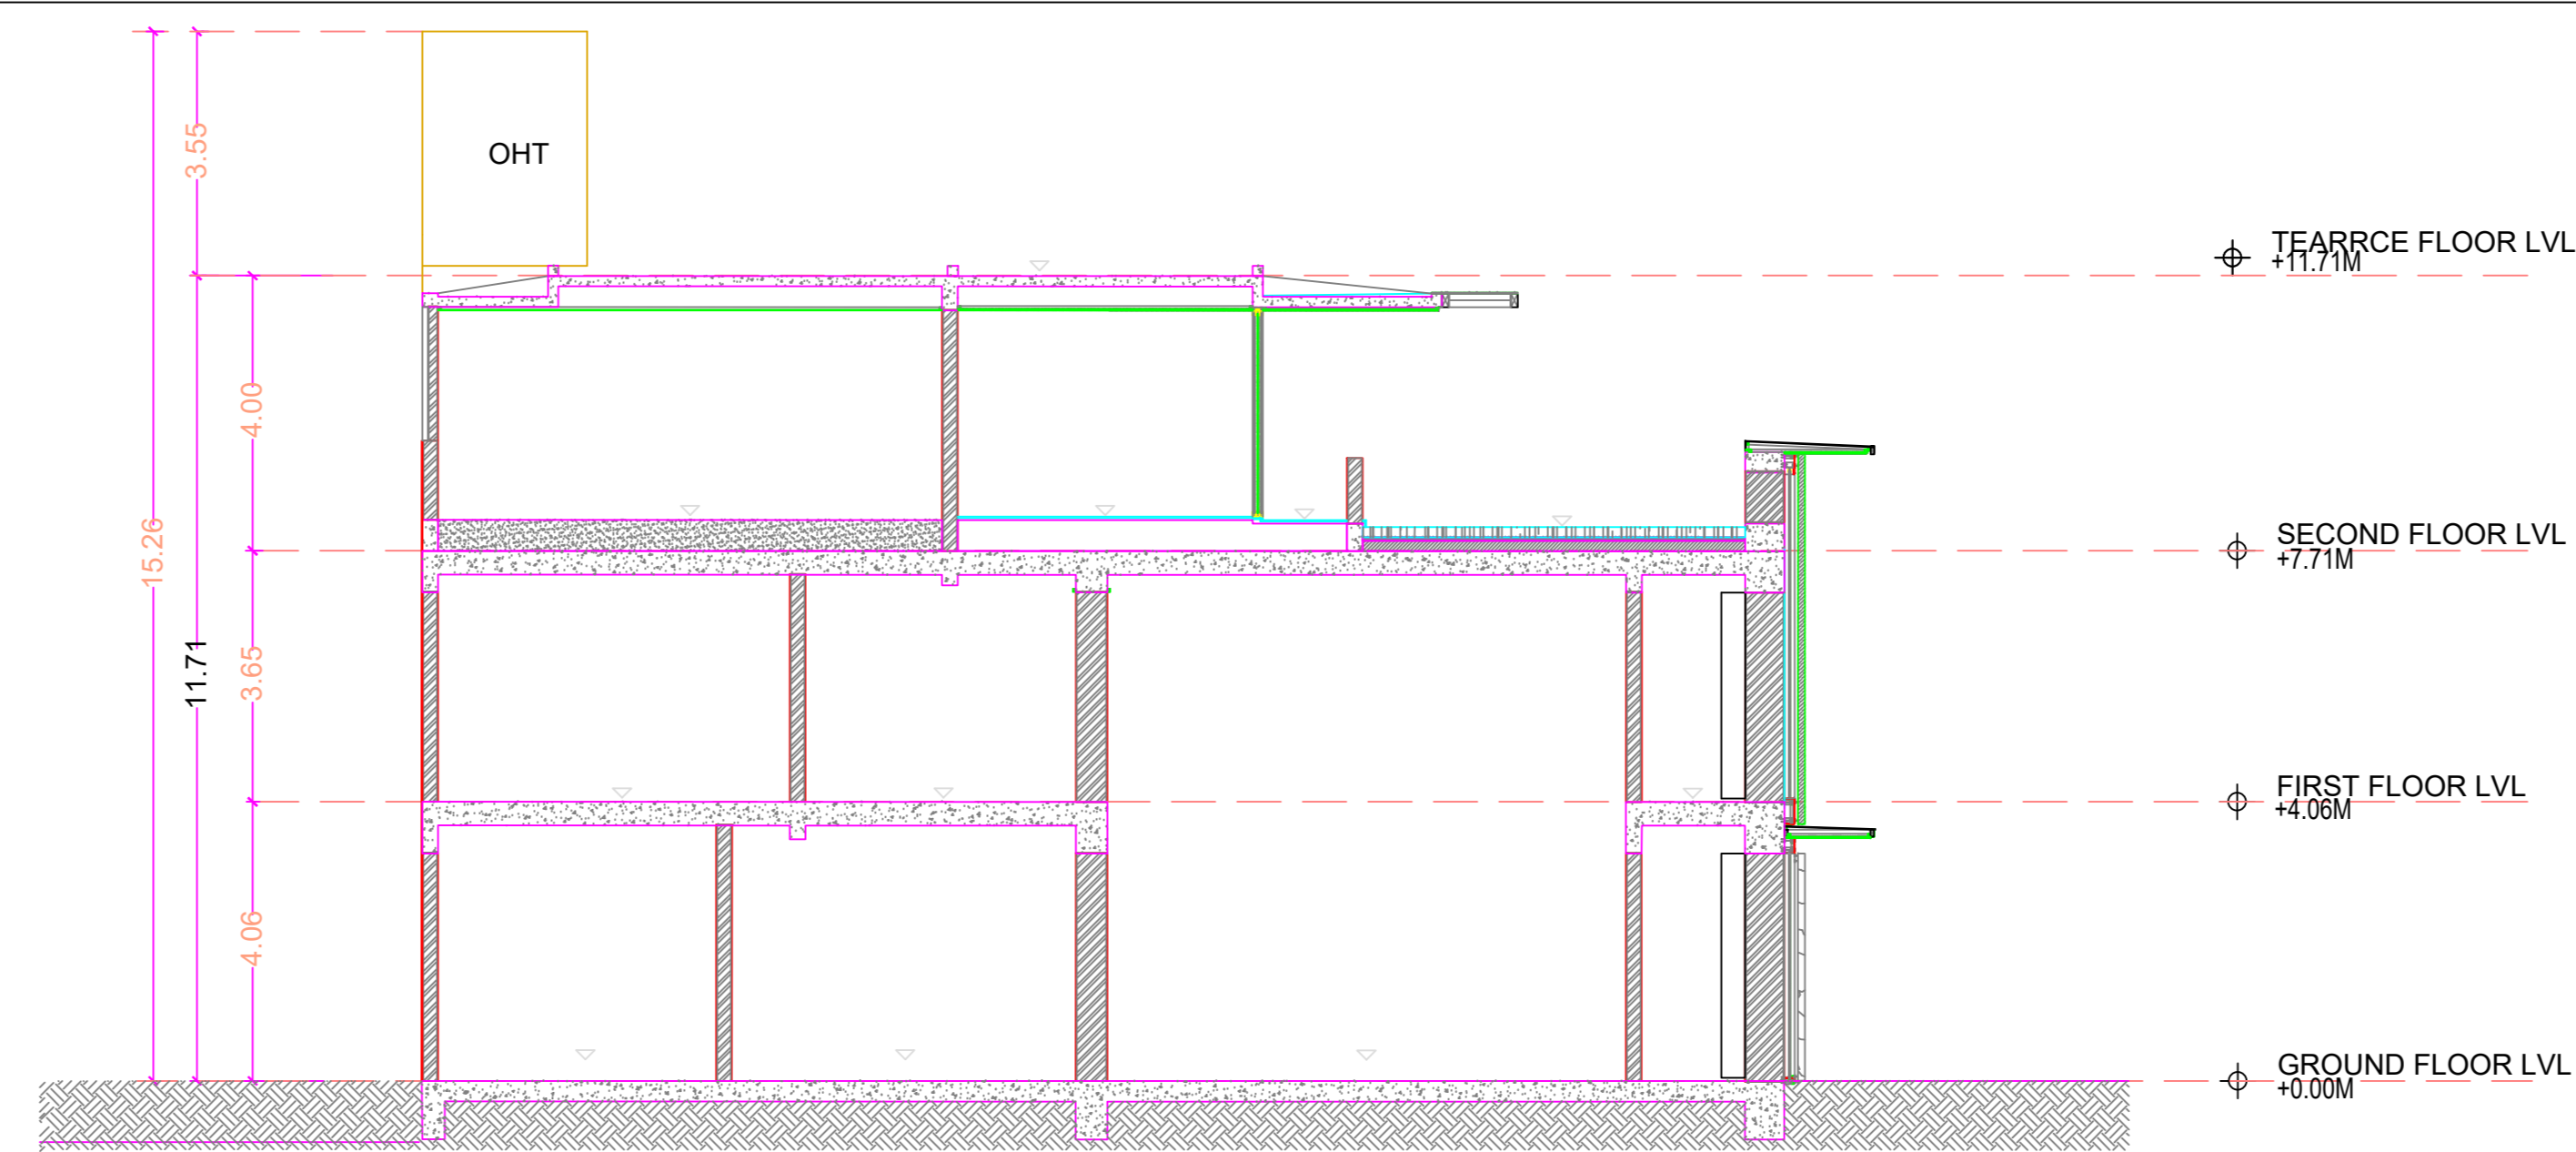 3.55
OHT
TEARRCE FLOOR LVL
+11.71M
4.00
15.26
SECOND FLOOR LVL
+7.71M
11.71
3.65
FIRST FLOOR LVL
+4.06M
4.06
GROUND FLOOR LVL
+0.00M